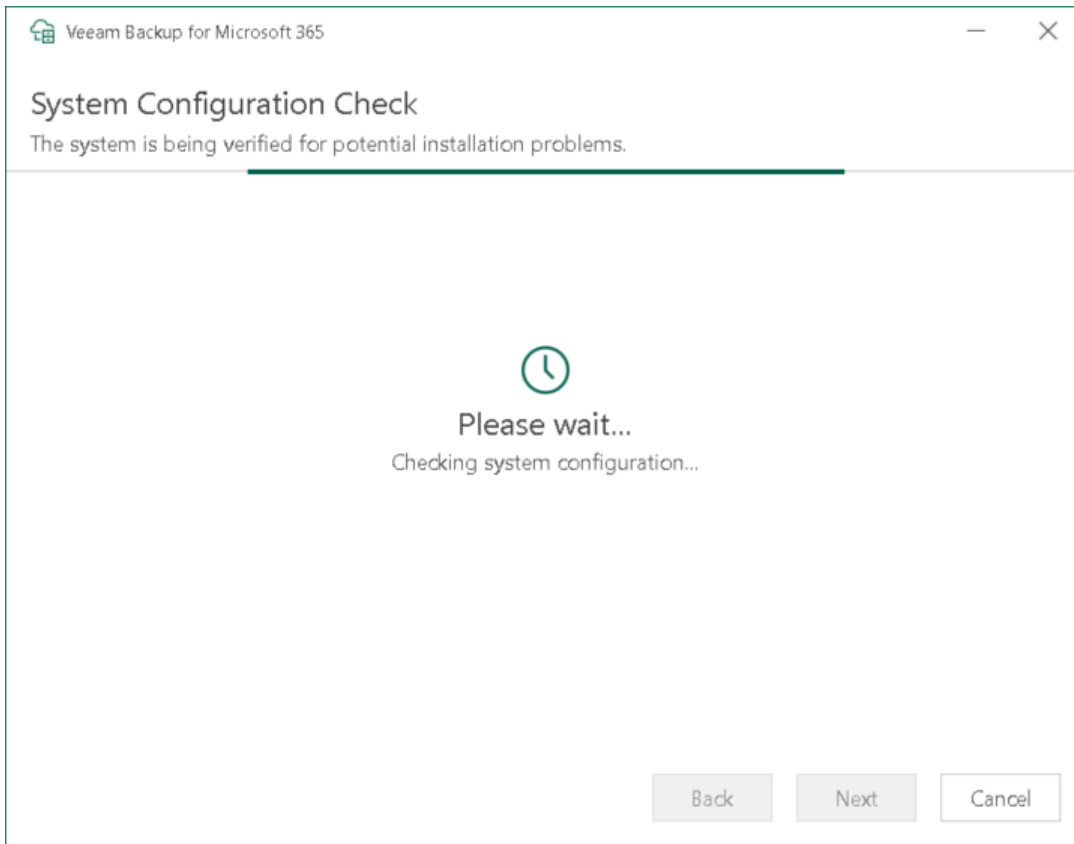 Veeam Backup for Microsoft 365
System Configuration Check
The system is being verified for potential installation problems.
Please wait...
Checking system configuration...
Back Next Cancel